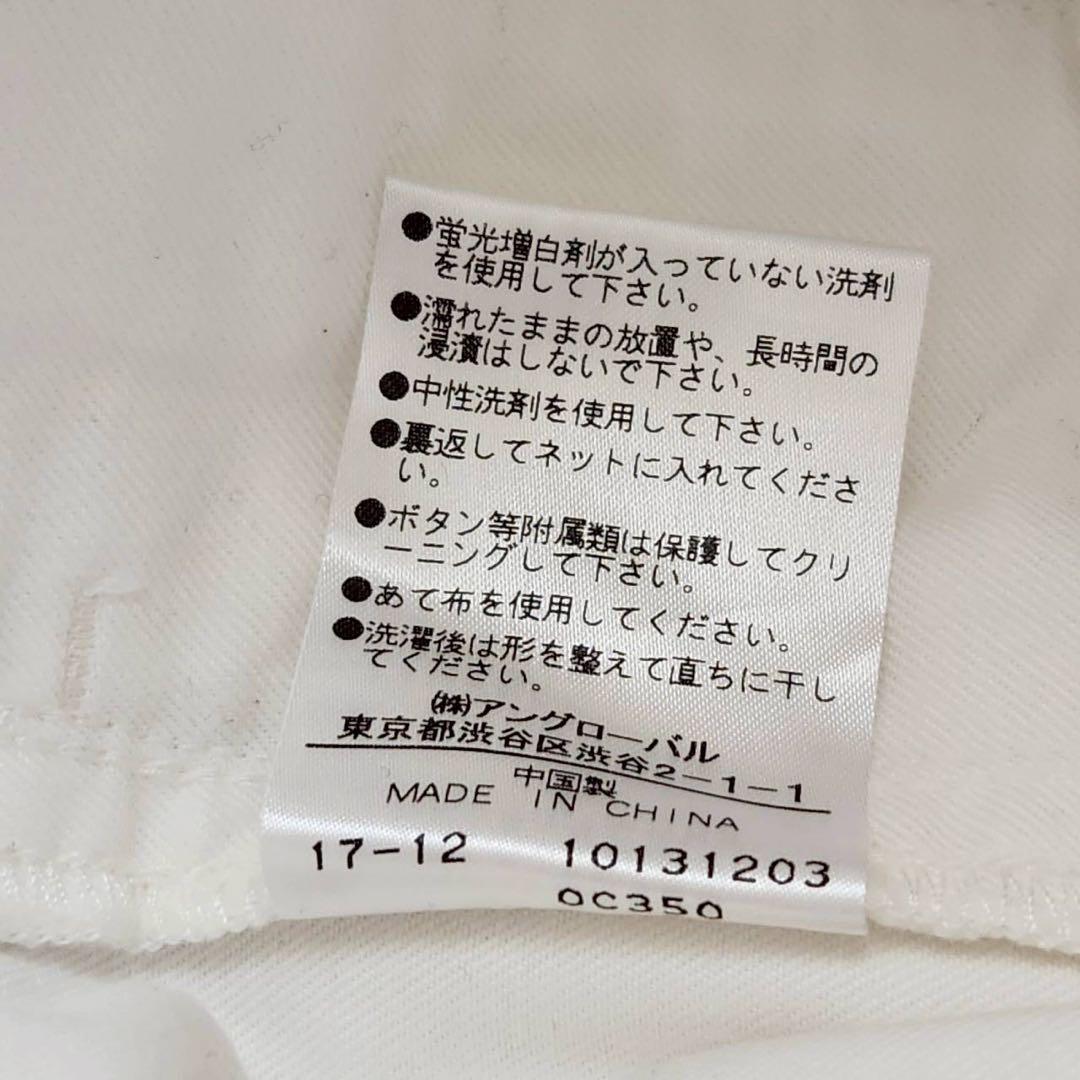 ●蛍光増白剤が入っていない洗剤
を使用して下さい。
●濡れたままの放置や、長時間の
浸漬はしないで下さい。
●中性洗剤を使用して下さい。
●裏返してネットに入れてくださ
い。
●ボタン等附属類は保護してクリ
ーニングして下さい。
●あて布を使用してください。
●洗濯後は形を整えて直ちに干し
てください。
㈱アングローバル
東京都渋谷区渋谷2-1-1
中国製
MADE IN CHINA
17-12 10131203
0C350